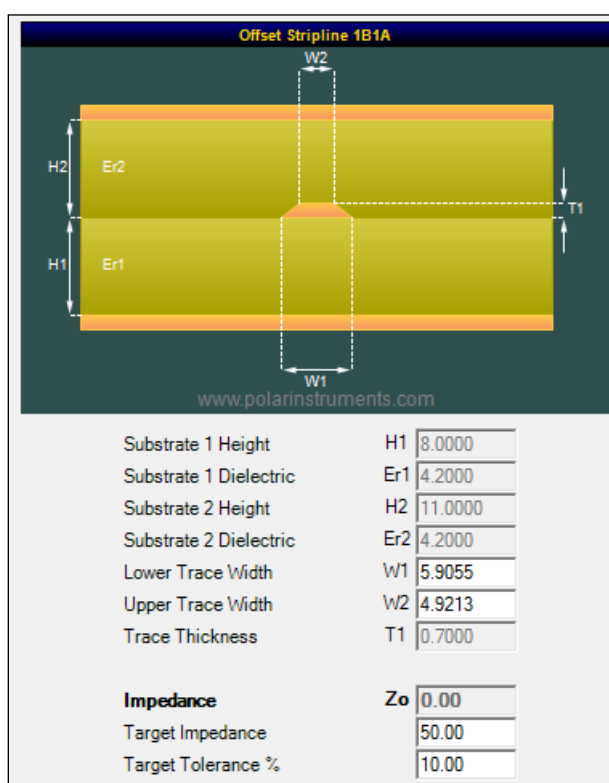 Offset Stripline 1B1A
W2
H2 Er2
T1
H1 Er1
W1
www.polarinstruments.com
Substrate 1 Height H1 8.0000
Substrate 1 Dielectric Er1 4.2000
Substrate 2 Height H2 11.0000
Substrate 2 Dielectric Er2 4.2000
Lower Trace Width W1 5.9055
Upper Trace Width W2 4.9213
Trace Thickness T1 0.7000
Impedance Zo 0.00
Target Impedance 50.00
Target Tolerance % 10.00